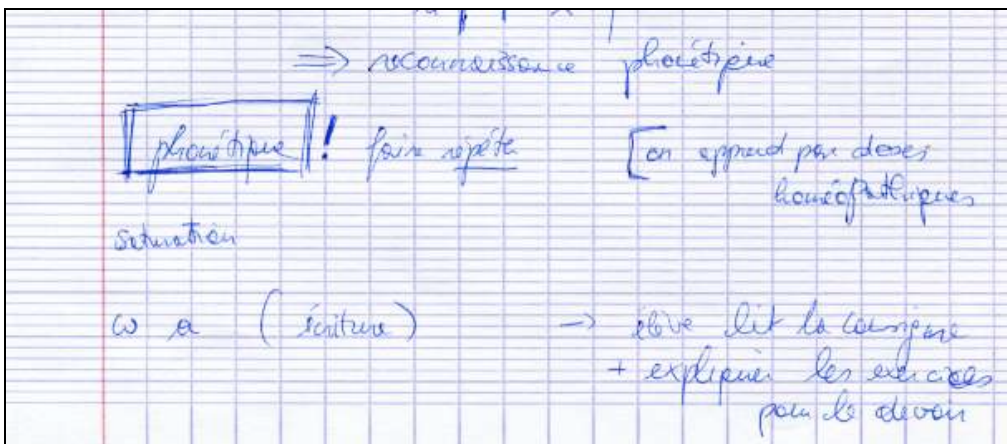 ⇒ reconnaissance phonétique
phonétique ! faire répéter [on apprend par doses
homéopathiques
saturation
ω a (écriture) → élève lit la consigne
+ expliquer les exercices
pour le devoir